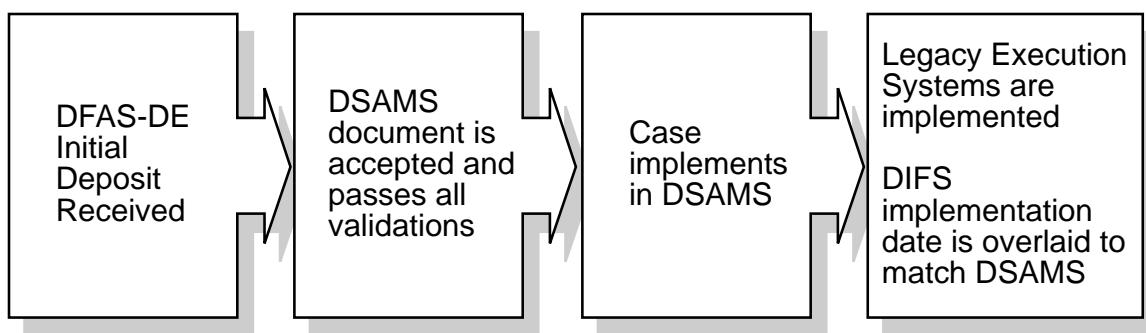 DFAS-DE
Initial
Deposit
Received
DSAMS
document is
accepted and
passes all
validations
Case
implements
in DSAMS
Legacy Execution
Systems are
implemented
DIFS
implementation
date is overlaid to
match DSAMS